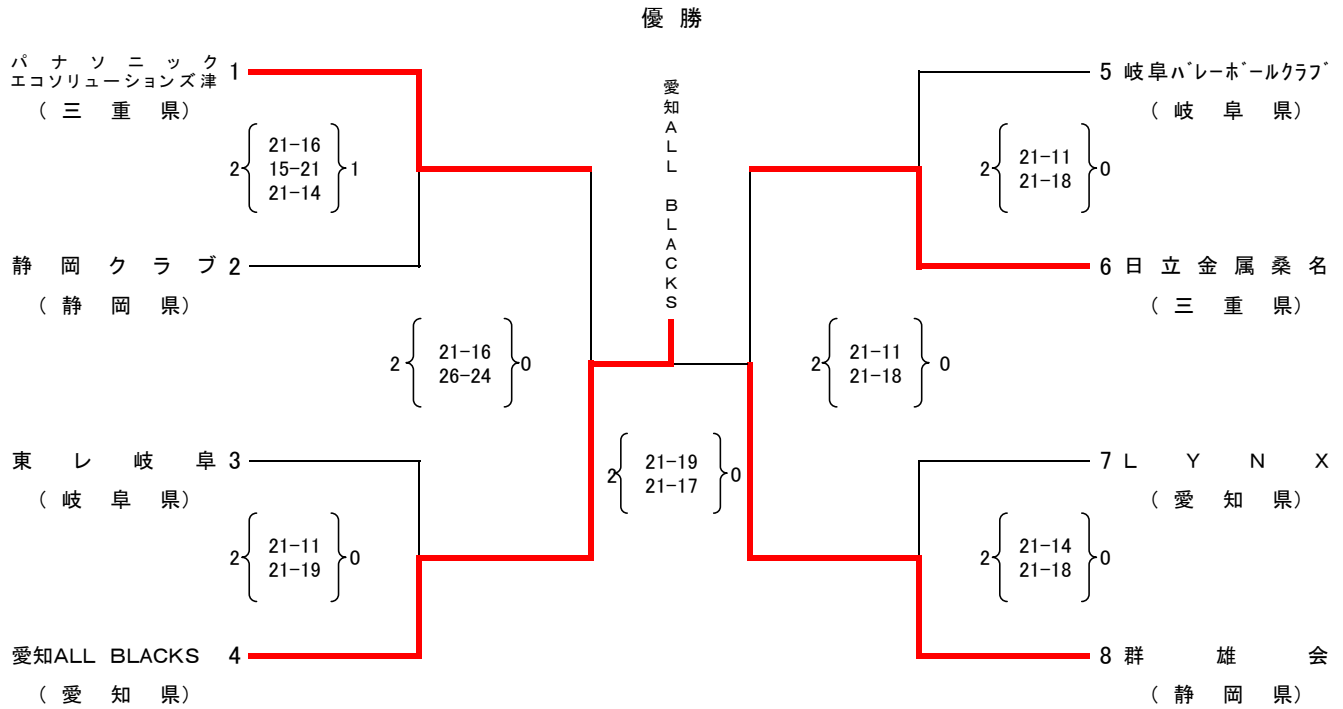 優 勝
パ ナ ソ ニ ッ ク
エコソリューションズ津 1
( 三 重 県)
2 21-16 1
15-21
21-14
静 岡 ク ラ ブ 2
( 静 岡 県)
2 21-16 0
26-24
東 レ 岐 阜 3
( 岐 阜 県)
2 21-11 0
21-19
愛知ALL BLACKS 4
( 愛 知 県)
愛知ALL BLACKS
2 21-19 0
21-17
5 岐阜バレーボールクラブ
( 岐 阜 県)
2 21-11 0
21-18
6 日 立 金 属 桑 名
( 三 重 県)
2 21-11 0
21-18
7 L Y N X
( 愛 知 県)
2 21-14 0
21-18
8 群 雄 会
( 静 岡 県)